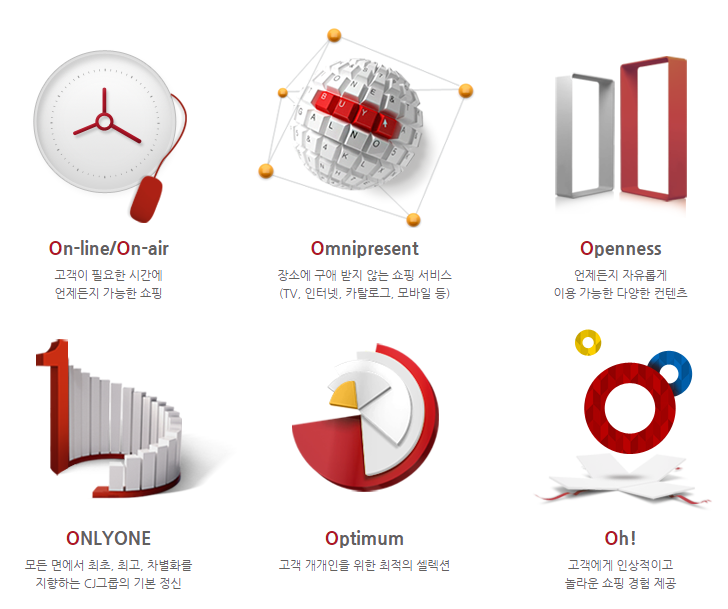 O N E
B U Y
G A L N O
5 & 4 K L
On-line/On-air
Omnipresent
Openness
고객이 필요한 시간에
언제든지 가능한 쇼핑
장소에 구애 받지 않는 쇼핑 서비스
(TV, 인터넷, 카탈로그, 모바일 등)
언제든지 자유롭게
이용 가능한 다양한 컨텐츠
1
ONLYONE
Optimum
Oh!
모든 면에서 최초, 최고, 차별화를
지향하는 CJ그룹의 기본 정신
고객 개개인을 위한 최적의 셀렉션
고객에게 인상적이고
놀라운 쇼핑 경험 제공